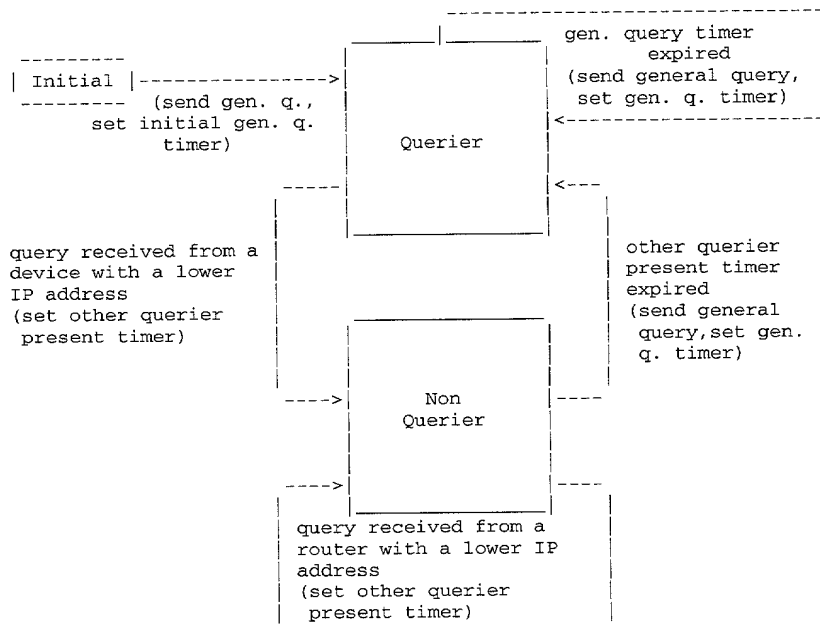 gen. query timer
expired
(send general query,
set gen. q. timer)
Initial
(send gen. q.,
set initial gen. q.
timer)
Querier
query received from a
device with a lower
IP address
(set other querier
present timer)
other querier
present timer
expired
(send general
query,set gen.
q. timer)
Non
Querier
query received from a
router with a lower IP
address
(set other querier
present timer)